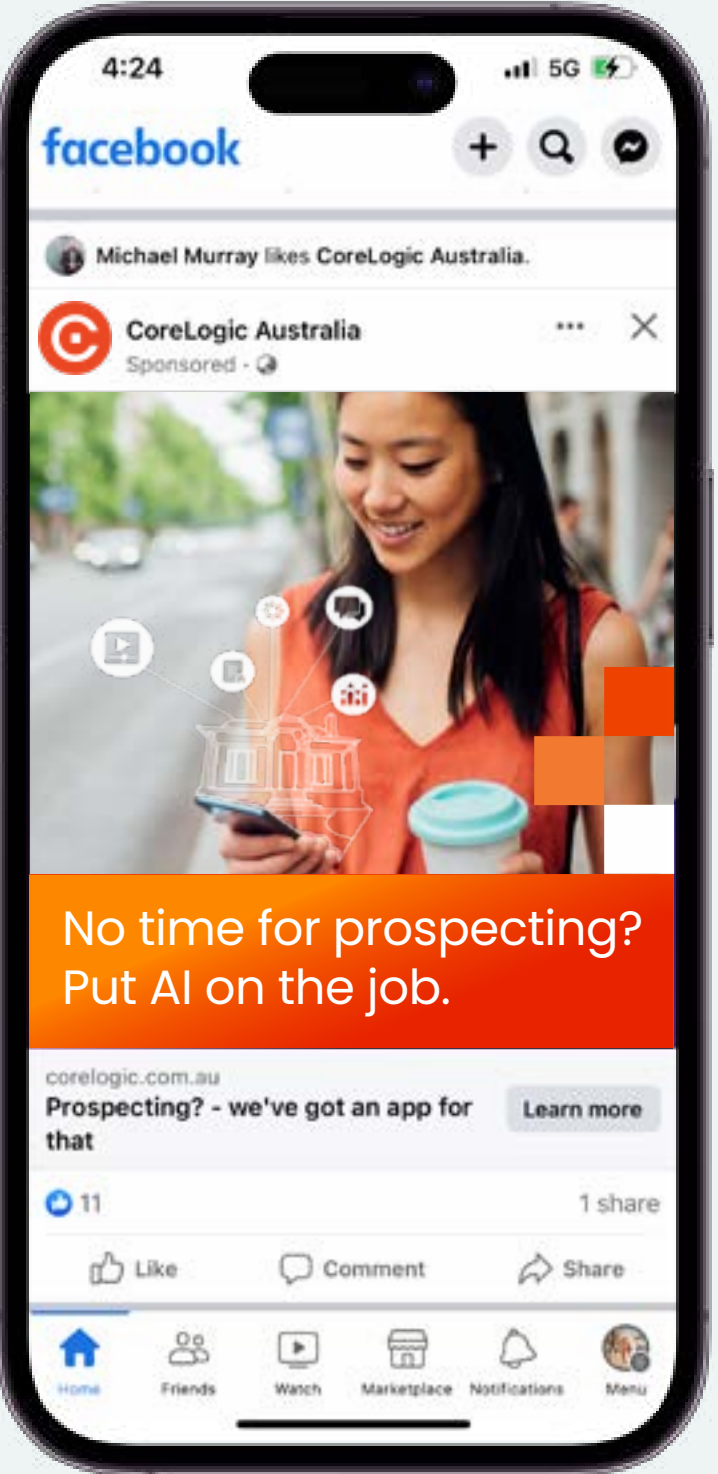 4:24
5G
facebook
Michael Murray likes CoreLogic Australia.
CoreLogic Australia
Sponsored ·
No time for prospecting?
Put AI on the job.
corelogic.com.au
Prospecting? - we've got an app for
that
Learn more
11
1 share
Like
Comment
Share
Home
Friends
Watch
Marketplace
Notifications
Menu